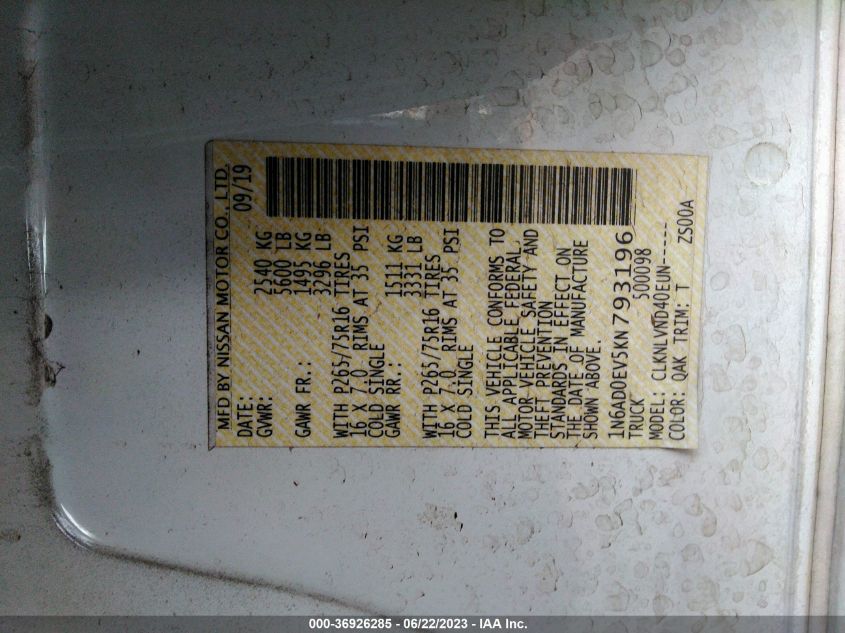 MFD BY NISSAN MOTOR CO., LTD.
DATE: 09/19
GVWR: 2540 KG
5600 LB
GAWR FR.: 1495 KG
3296 LB
WITH P265/75R16 TIRES
16 X 7.0 RIMS AT 35 PSI
COLD SINGLE
GAWR RR.: 1511 KG
3331 LB
WITH P265/75R16 TIRES
16 X 7.0 RIMS AT 35 PSI
COLD SINGLE
THIS VEHICLE CONFORMS TO
ALL APPLICABLE FEDERAL
MOTOR VEHICLE SAFETY AND
THEFT PREVENTION
STANDARDS IN EFFECT ON
THE DATE OF MANUFACTURE
SHOWN ABOVE.
1N6AD0EV5KN793196
TRUCK 500098
MODEL: CLKNLVND40EUN-----
COLOR: QAK TRIM: T ZS00A
000-36926285 - 06/22/2023 - IAA Inc.